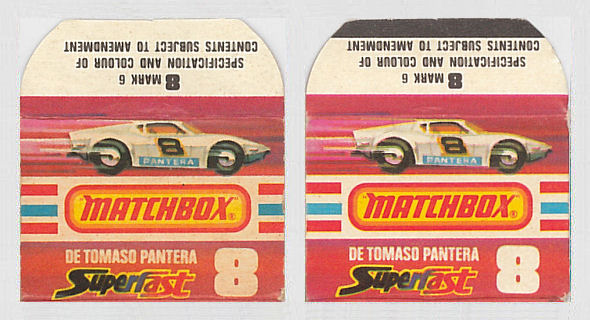 SPECIFICATION AND COLOUR OF
CONTENTS SUBJECT TO AMENDMENT
8 MARK 6
8
PANTERA
MATCHBOX®
DE TOMASO PANTERA
Superfast 8
SPECIFICATION AND COLOUR OF
CONTENTS SUBJECT TO AMENDMENT
8 MARK 6
8
PANTERA
MATCHBOX®
DE TOMASO PANTERA
Superfast 8